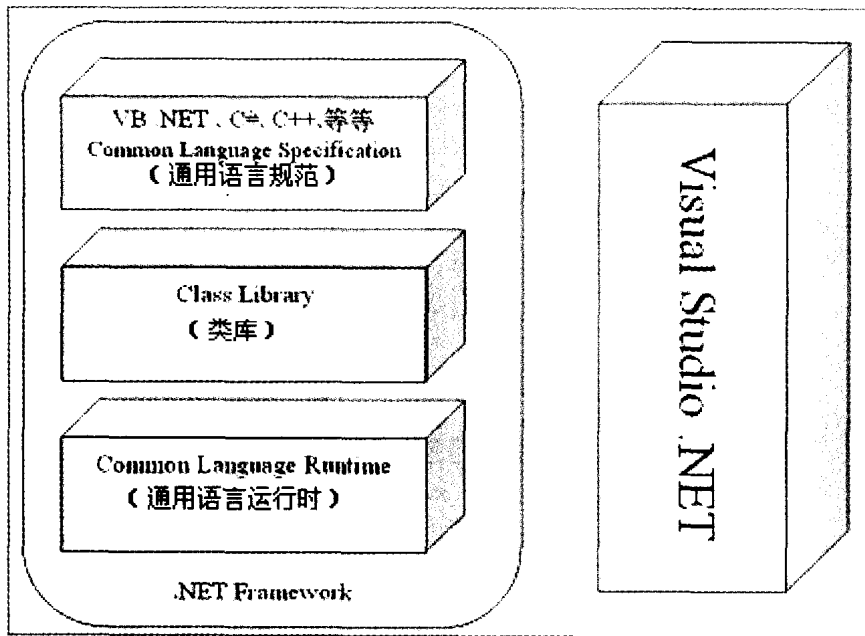 VB .NET、C#、C++、等等
Common Language Specification
（通用语言规范）
Class Library
（类库）
Common Language Runtime
（通用语言运行时）
.NET Framework
Visual Studio .NET